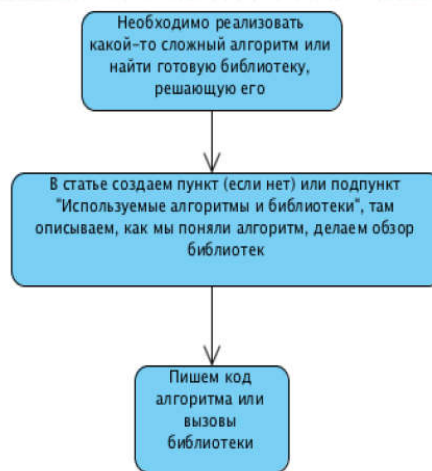 Необходимо реализовать
какой-то сложный алгоритм или
найти готовую библиотеку,
решающую его
В статье создаем пункт (если нет) или подпункт
"Используемые алгоритмы и библиотеки", там
описываем, как мы поняли алгоритм, делаем обзор
библиотек
Пишем код
алгоритма или
вызовы
библиотеки